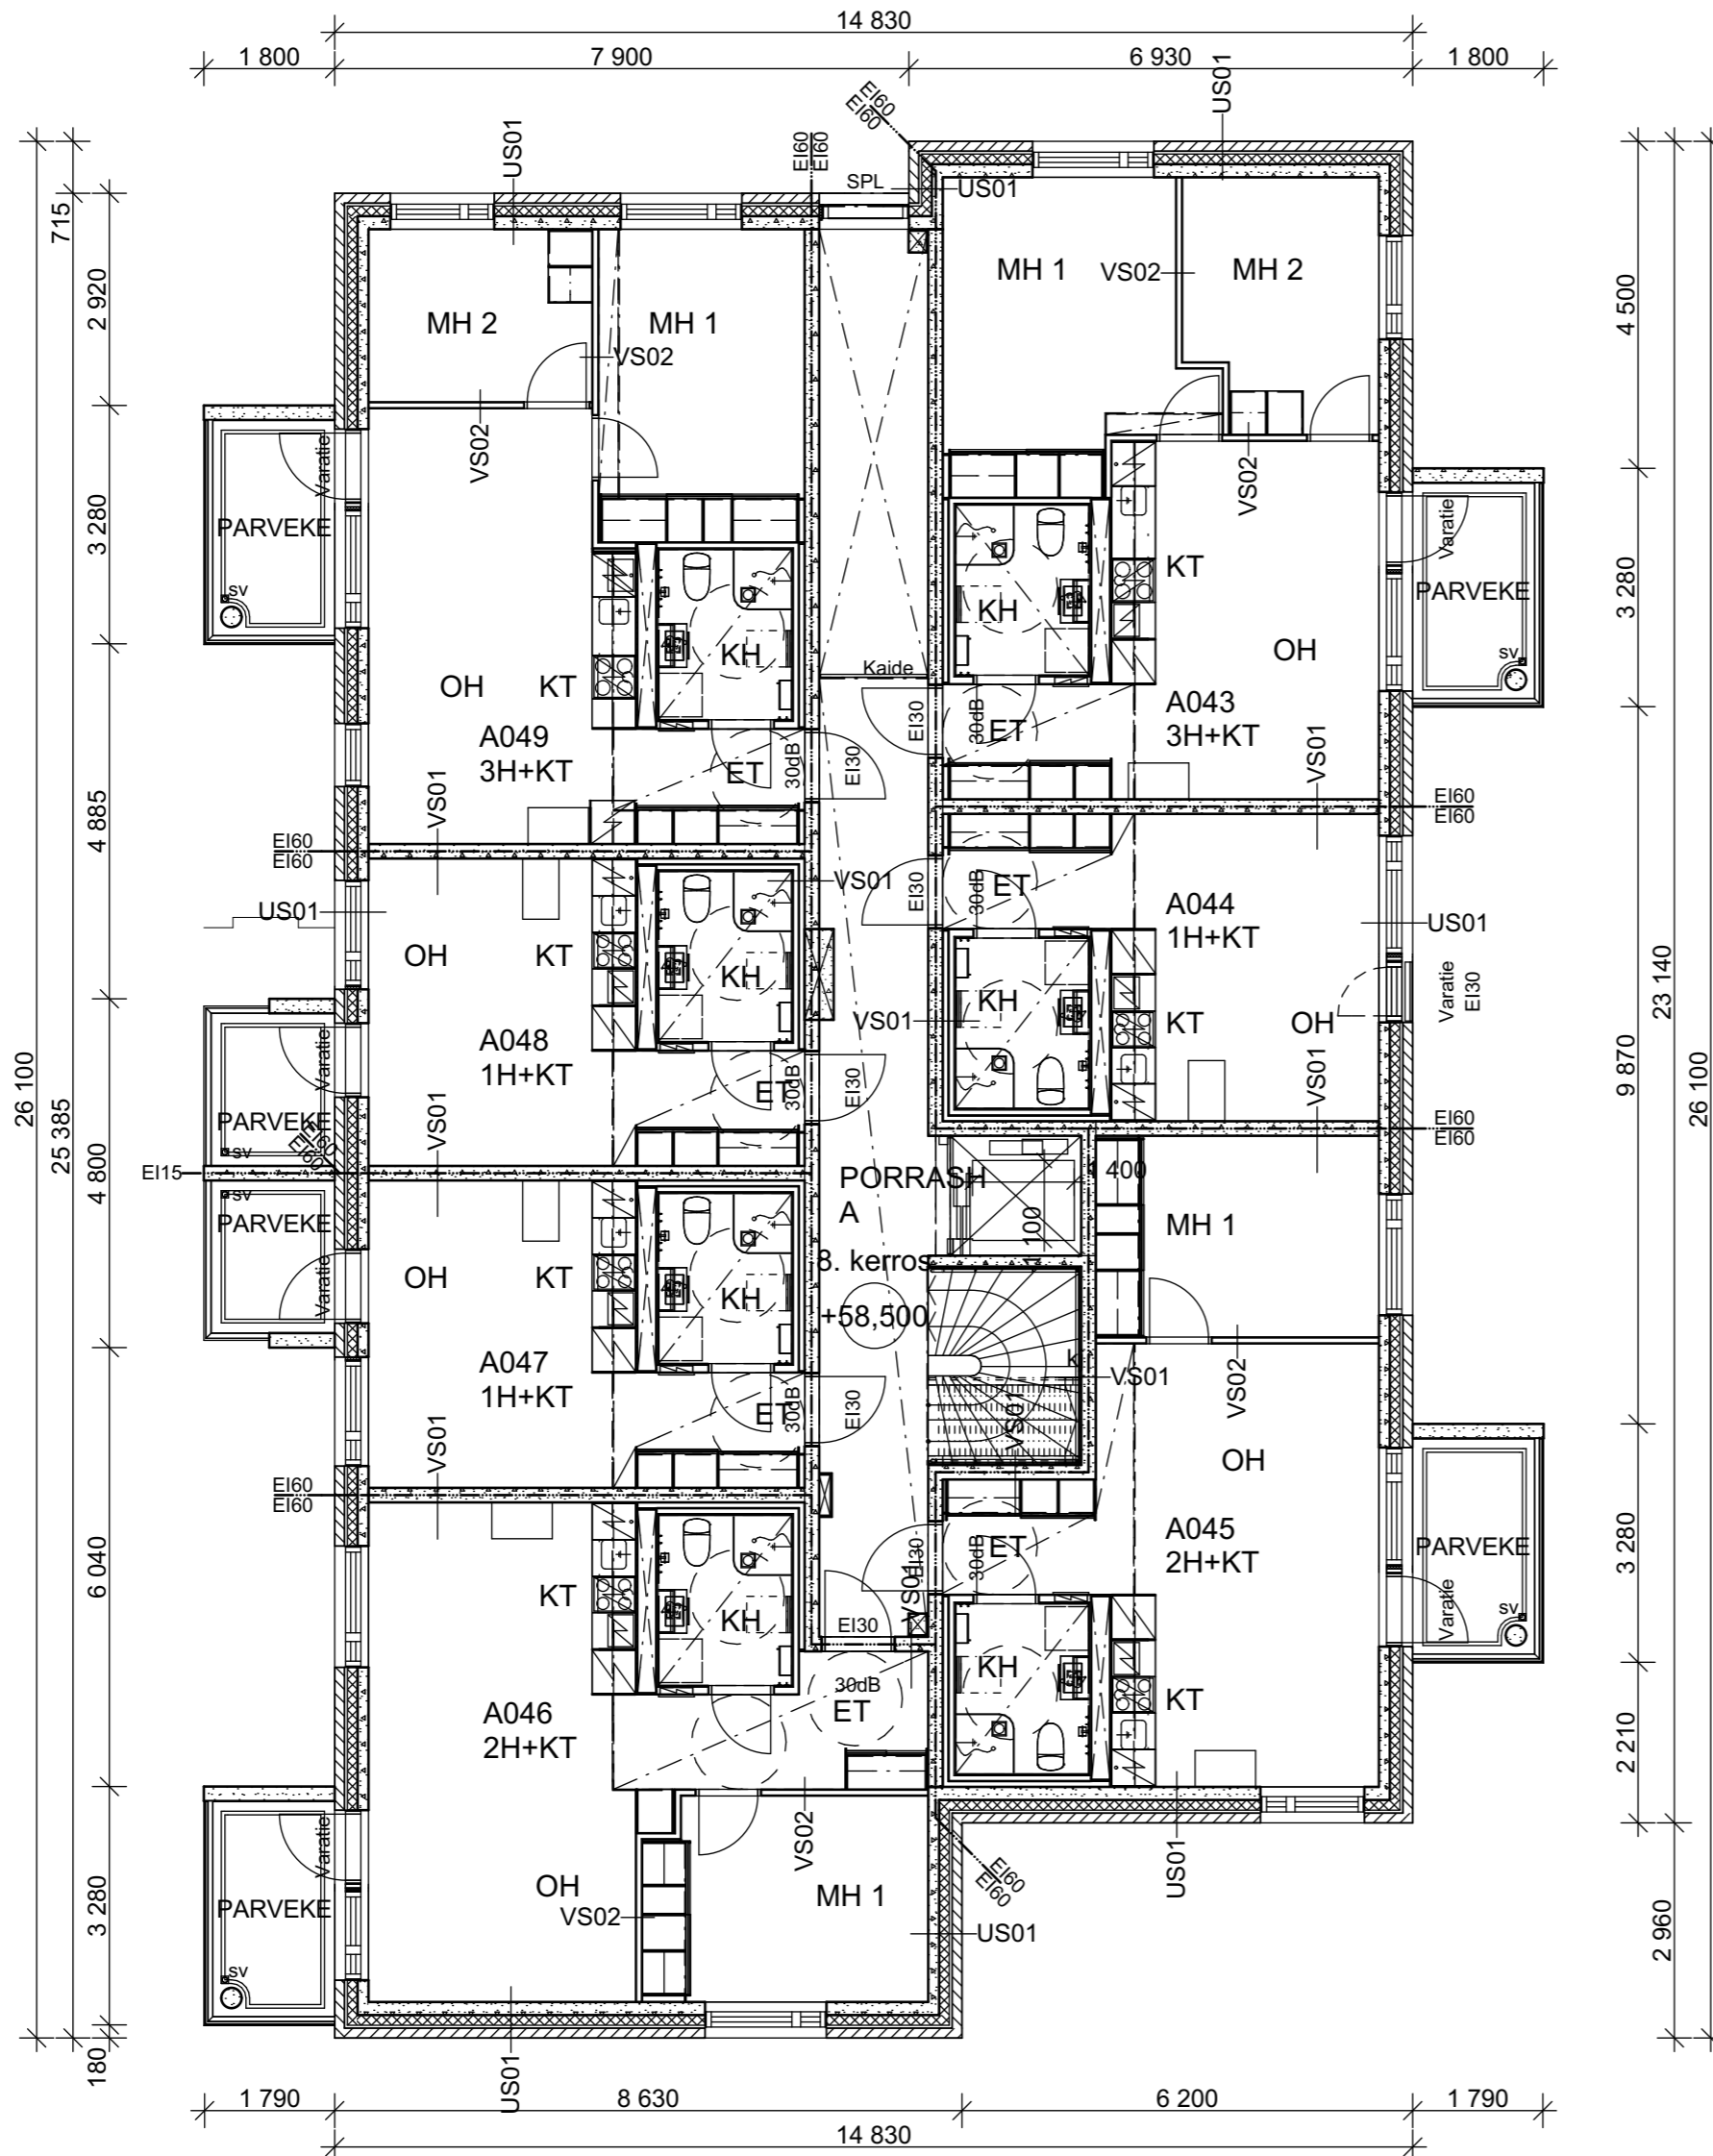 14 830
1 800
7 900
6 930
1 800
US01
EI60
EI60
EI60
EI60
US01
SPL
US01
26 100
25 385
715
2 920
3 280
4 885
4 800
6 040
3 280
180
4 500
3 280
9 870
3 280
2 210
2 960
23 140
26 100
MH 2
MH 1
VS02
VS02
MH 1
VS02
MH 2
VS02
PARVEKE
Varatie
sv
KH
OH
KT
A049
3H+KT
ET
30dB
EI30
VS01
Kaide
KH
KT
OH
A043
3H+KT
ET
30dB
EI30
VS01
PARVEKE
Varatie
sv
EI60
EI60
EI60
EI60
US01
OH
KT
KH
VS01
A048
1H+KT
ET
30dB
EI30
VS01
PARVEKE
Varatie
sv
EI60
EI60
EI15
ET
30dB
EI30
A044
1H+KT
US01
KH
VS01
KT
OH
VS01
Varatie
EI30
EI60
EI60
PARVEKE
Varatie
sv
OH
KT
KH
A047
1H+KT
ET
30dB
EI30
VS01
EI60
EI60
PORRASH
A
8. kerros
+58,500
1 400
1 100
K
VS01
VS01
MH 1
VS02
OH
A045
2H+KT
ET
30dB
EI30
VS01
KH
KT
PARVEKE
Varatie
sv
US01
KT
KH
EI30
30dB
ET
A046
2H+KT
VS02
OH
VS02
MH 1
US01
EI60
EI60
PARVEKE
Varatie
sv
US01
1 790
8 630
6 200
1 790
14 830